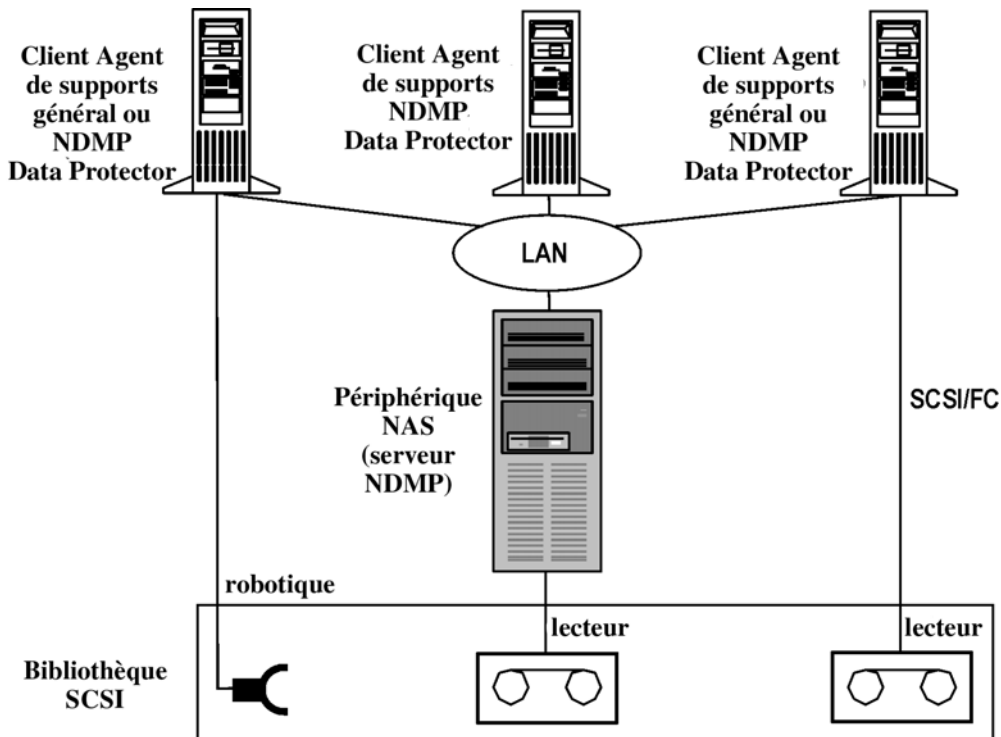 Client Agent
de supports
général ou
NDMP
Data Protector
Client Agent
de supports
NDMP
Data Protector
Client Agent
de supports
général ou
NDMP
Data Protector
LAN
Périphérique
NAS
(serveur
NDMP)
SCSI/FC
robotique
lecteur
lecteur
Bibliothèque
SCSI